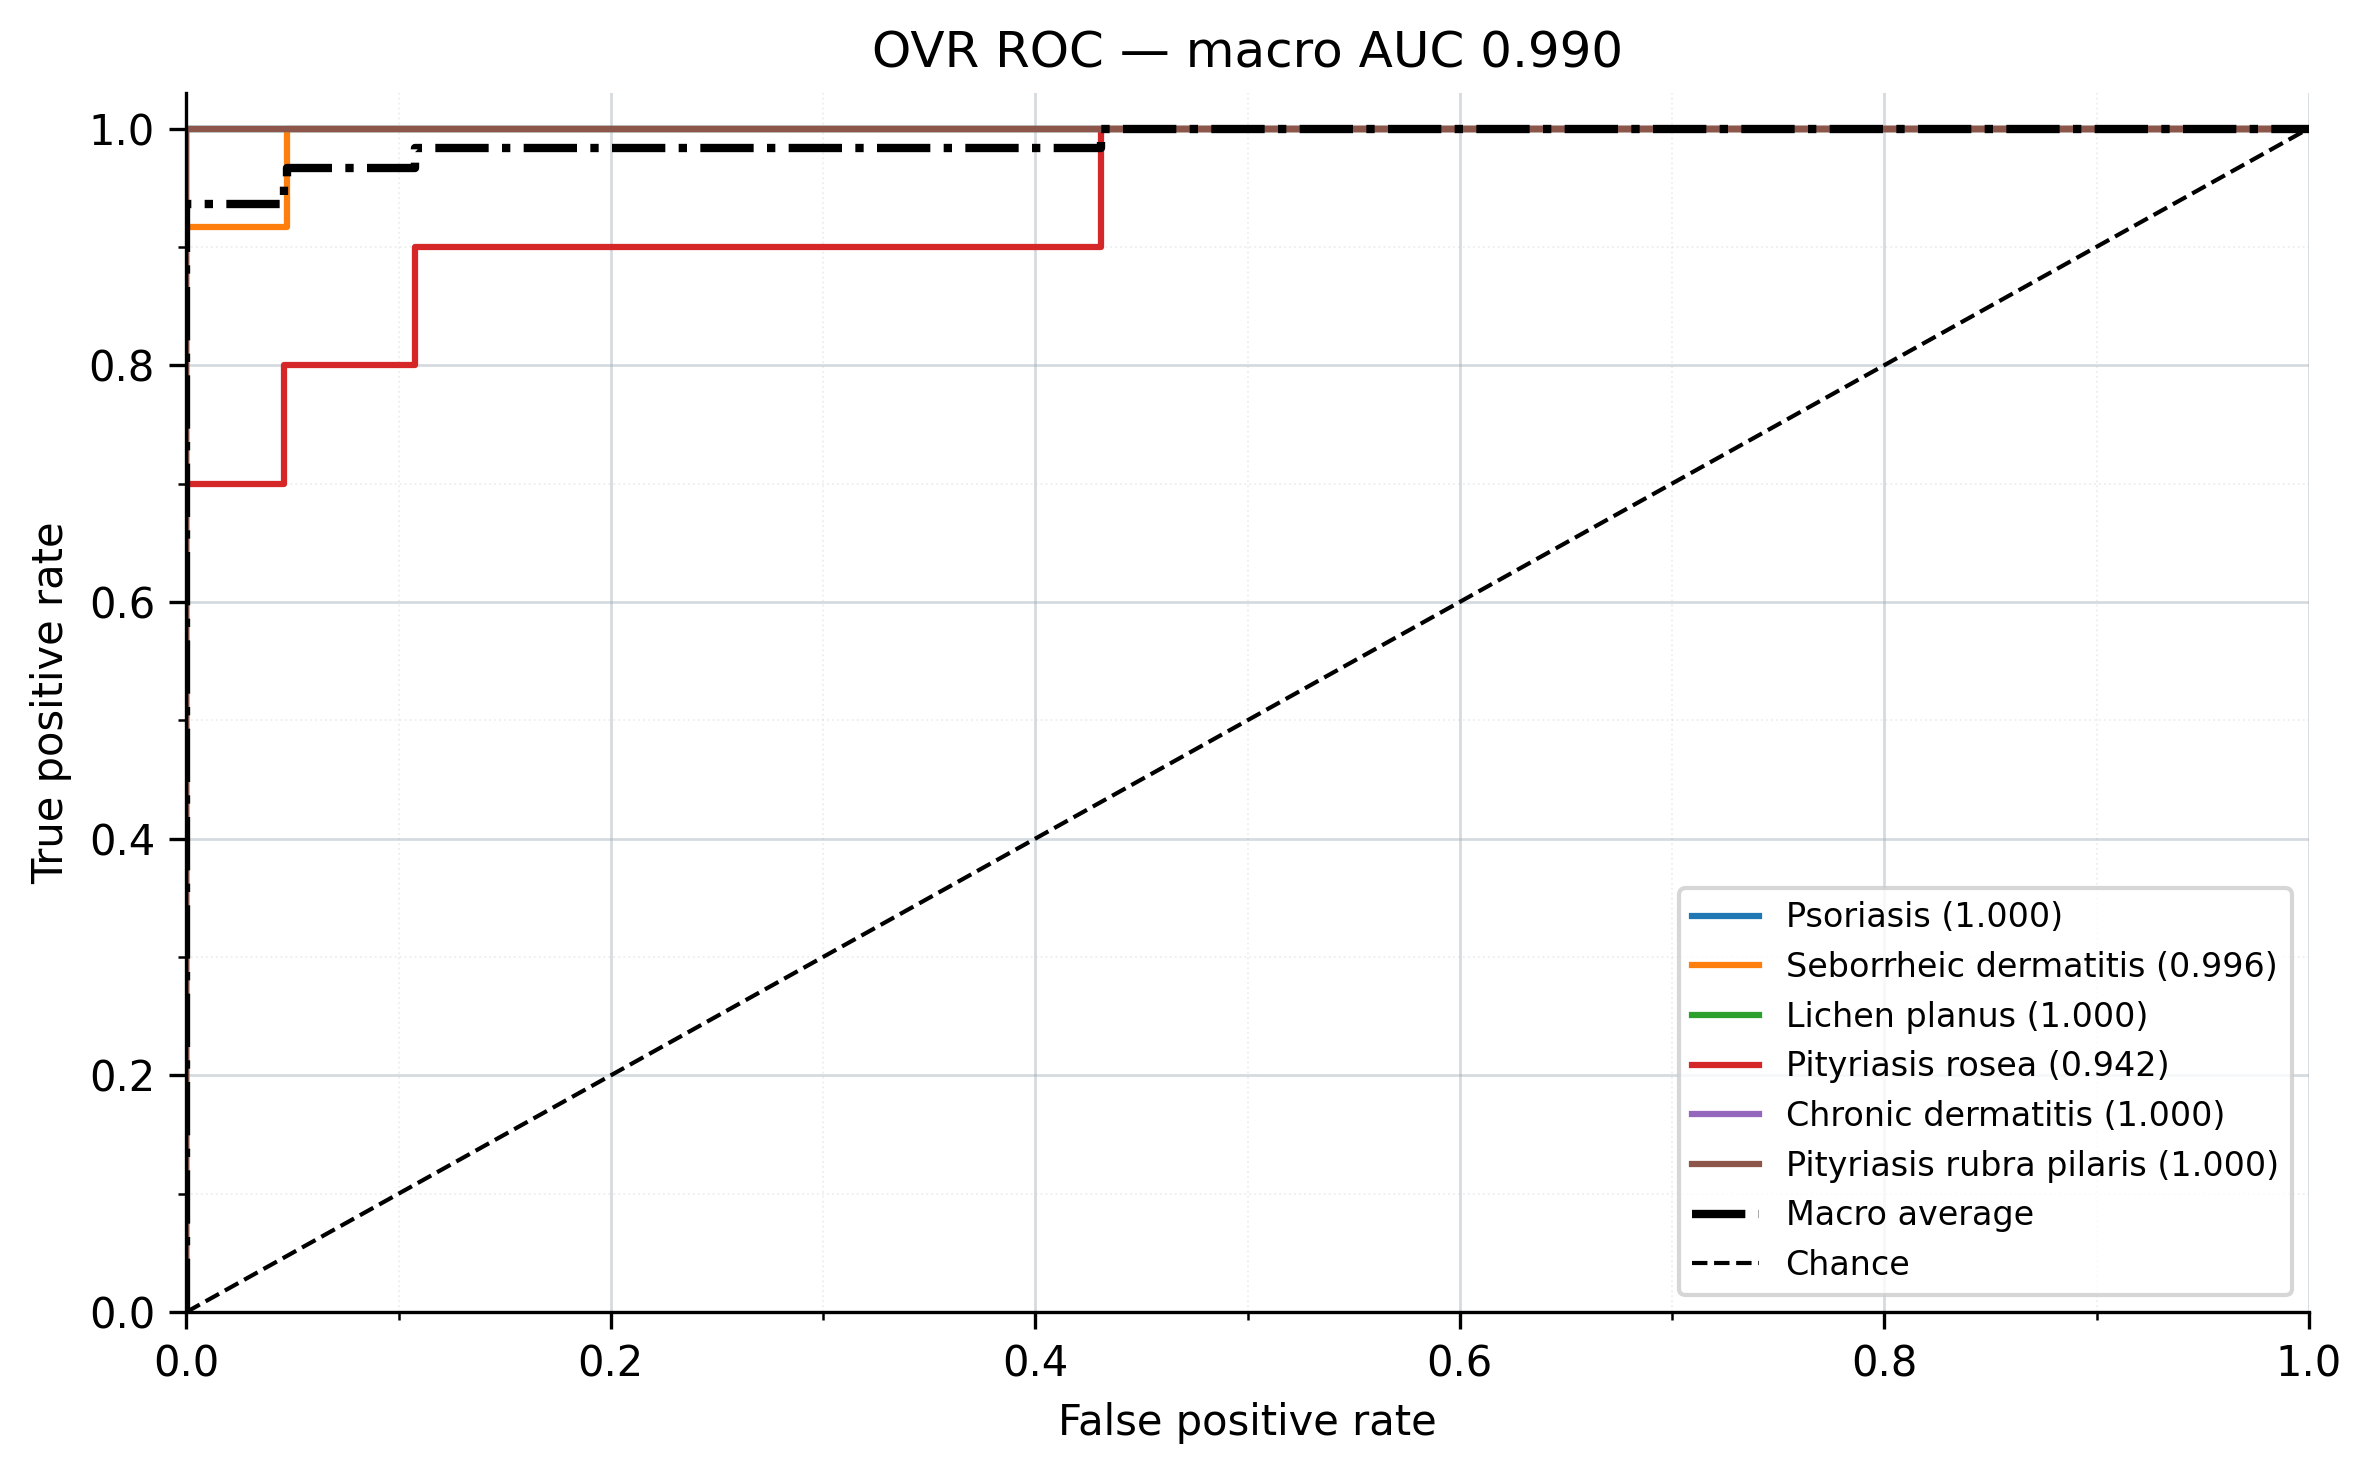 OVR ROC — macro AUC 0.990
True positive rate
1.0
0.8
0.6
0.4
0.2
0.0
0.0 0.2 0.4 0.6 0.8 1.0
False positive rate
Psoriasis (1.000)
Seborrheic dermatitis (0.996)
Lichen planus (1.000)
Pityriasis rosea (0.942)
Chronic dermatitis (1.000)
Pityriasis rubra pilaris (1.000)
Macro average
Chance